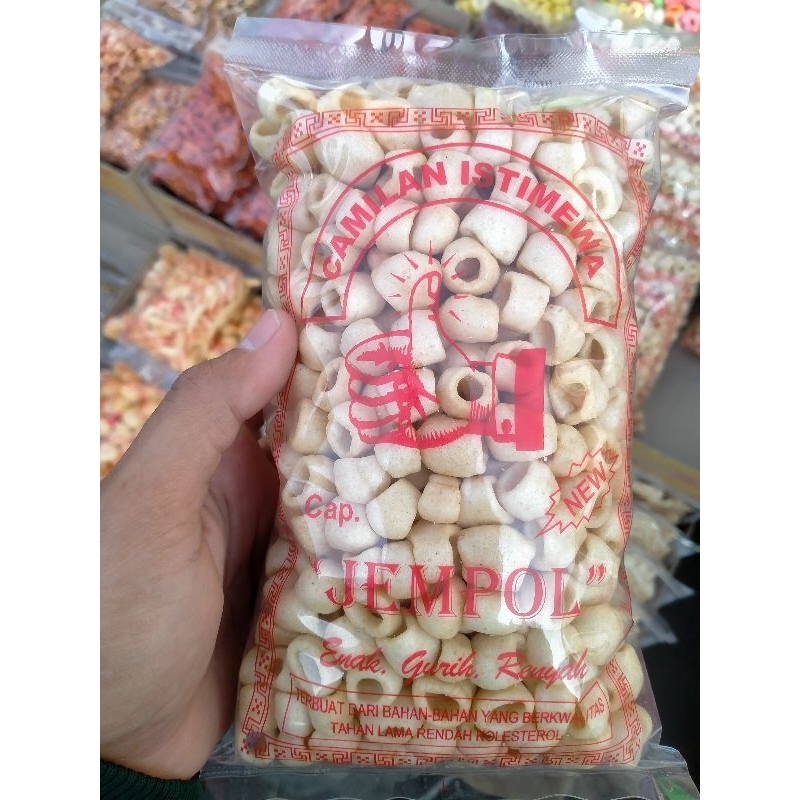 CAMILAN ISTIMEWA
NEW
Cap.
"JEMPOL"
Enak, Gurih, Renyah
TERBUAT DARI BAHAN-BAHAN YANG BERKWALITAS
TAHAN LAMA RENDAH KOLESTEROL